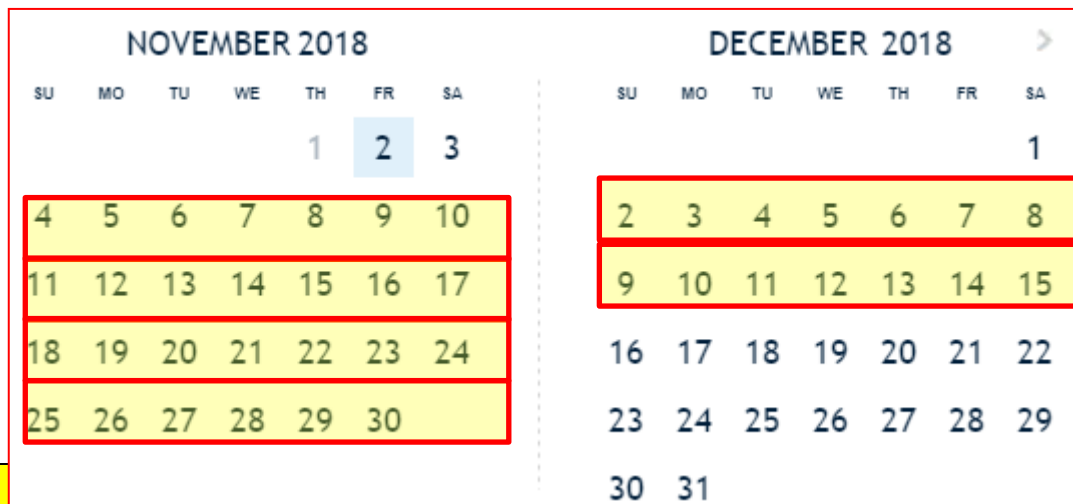 NOVEMBER 2018
SU MO TU WE TH FR SA
1 2 3
4 5 6 7 8 9 10
11 12 13 14 15 16 17
18 19 20 21 22 23 24
25 26 27 28 29 30
DECEMBER 2018 >
SU MO TU WE TH FR SA
1
2 3 4 5 6 7 8
9 10 11 12 13 14 15
16 17 18 19 20 21 22
23 24 25 26 27 28 29
30 31